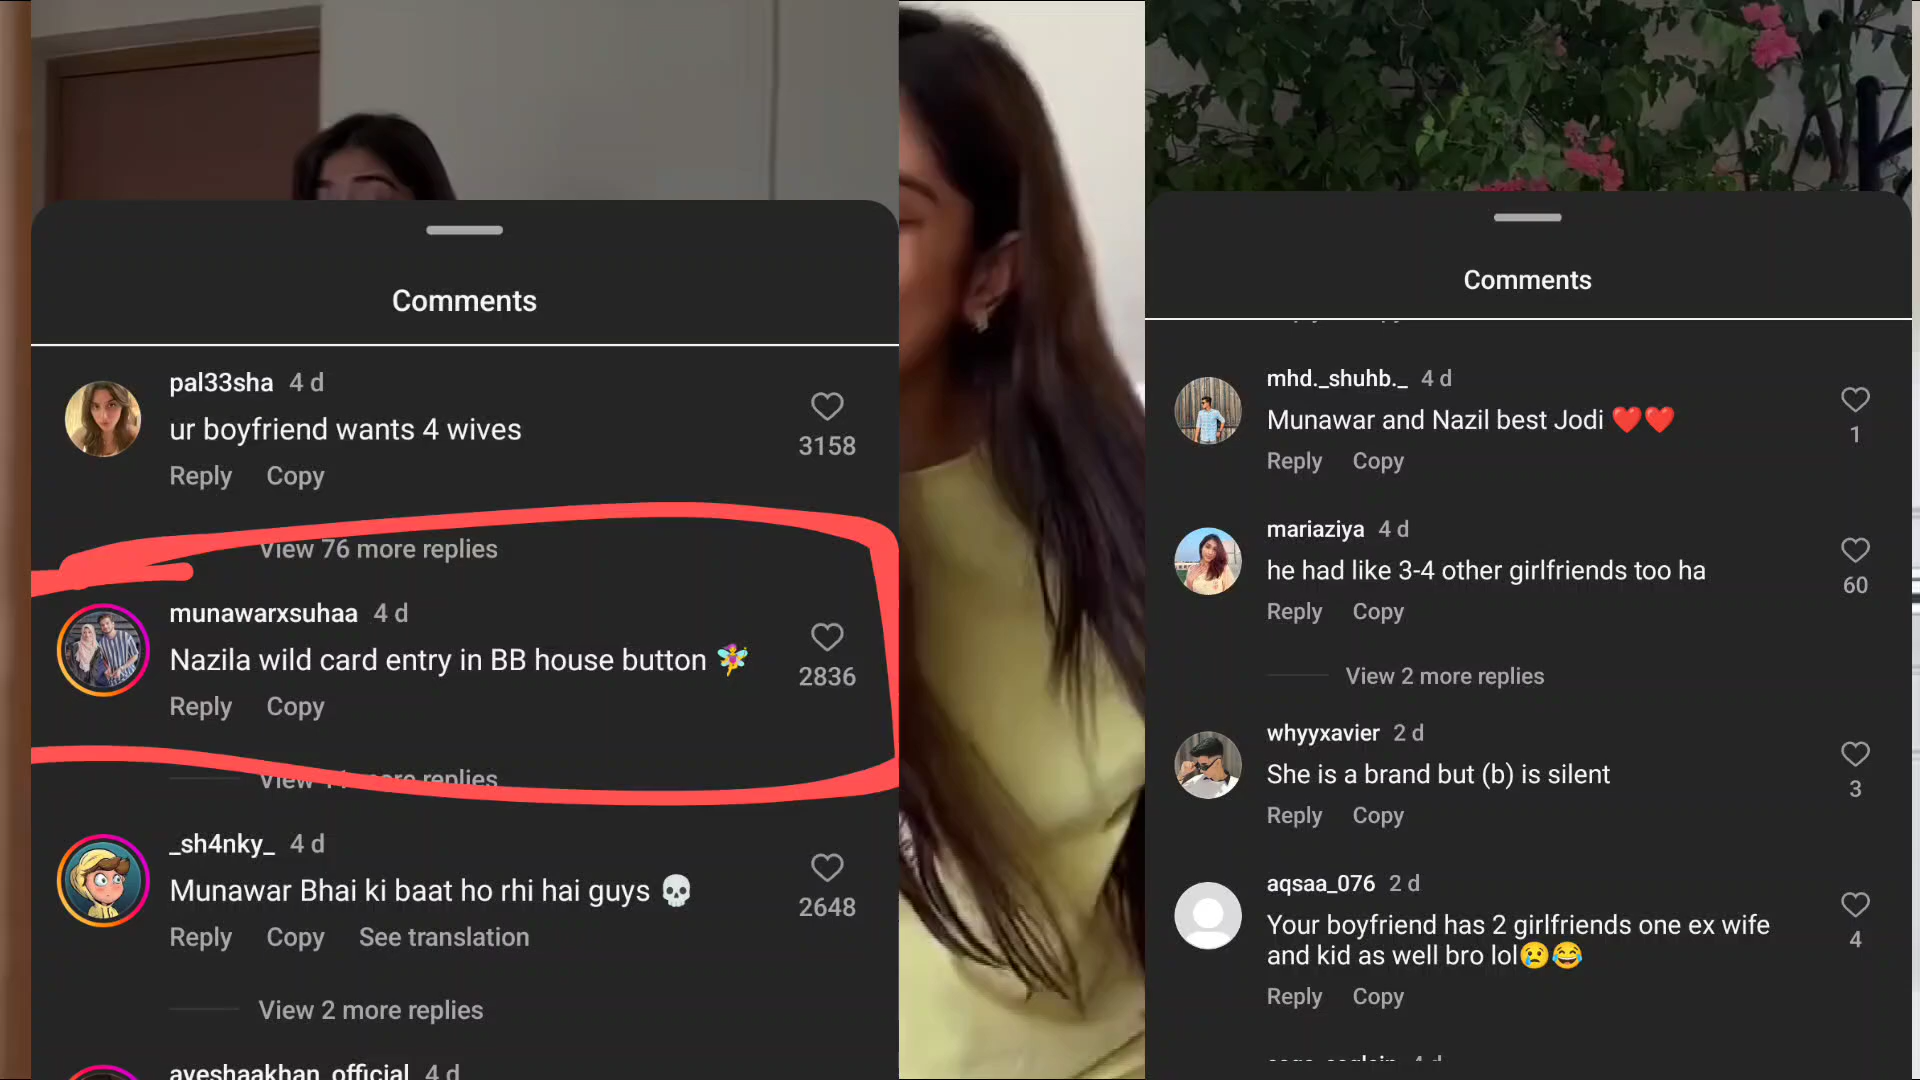 Comments
pal33sha 4 d
ur boyfriend wants 4 wives
3158
Reply Copy
View 76 more replies
munawarxsuhaa 4 d
Nazila wild card entry in BB house button 🧚‍♀️
2836
Reply Copy
View more replies
_sh4nky_ 4 d
Munawar Bhai ki baat ho rhi hai guys 💀
2648
Reply Copy See translation
View 2 more replies
ayeshaakhan_official 4 d
Comments
mhd._shuhb._ 4 d
Munawar and Nazil best Jodi ❤️❤️
1
Reply Copy
mariaziya 4 d
he had like 3-4 other girlfriends too ha
60
Reply Copy
View 2 more replies
whyyxavier 2 d
She is a brand but (b) is silent
3
Reply Copy
aqsaa_076 2 d
Your boyfriend has 2 girlfriends one ex wife
and kid as well bro lol😢😂
4
Reply Copy
4 d